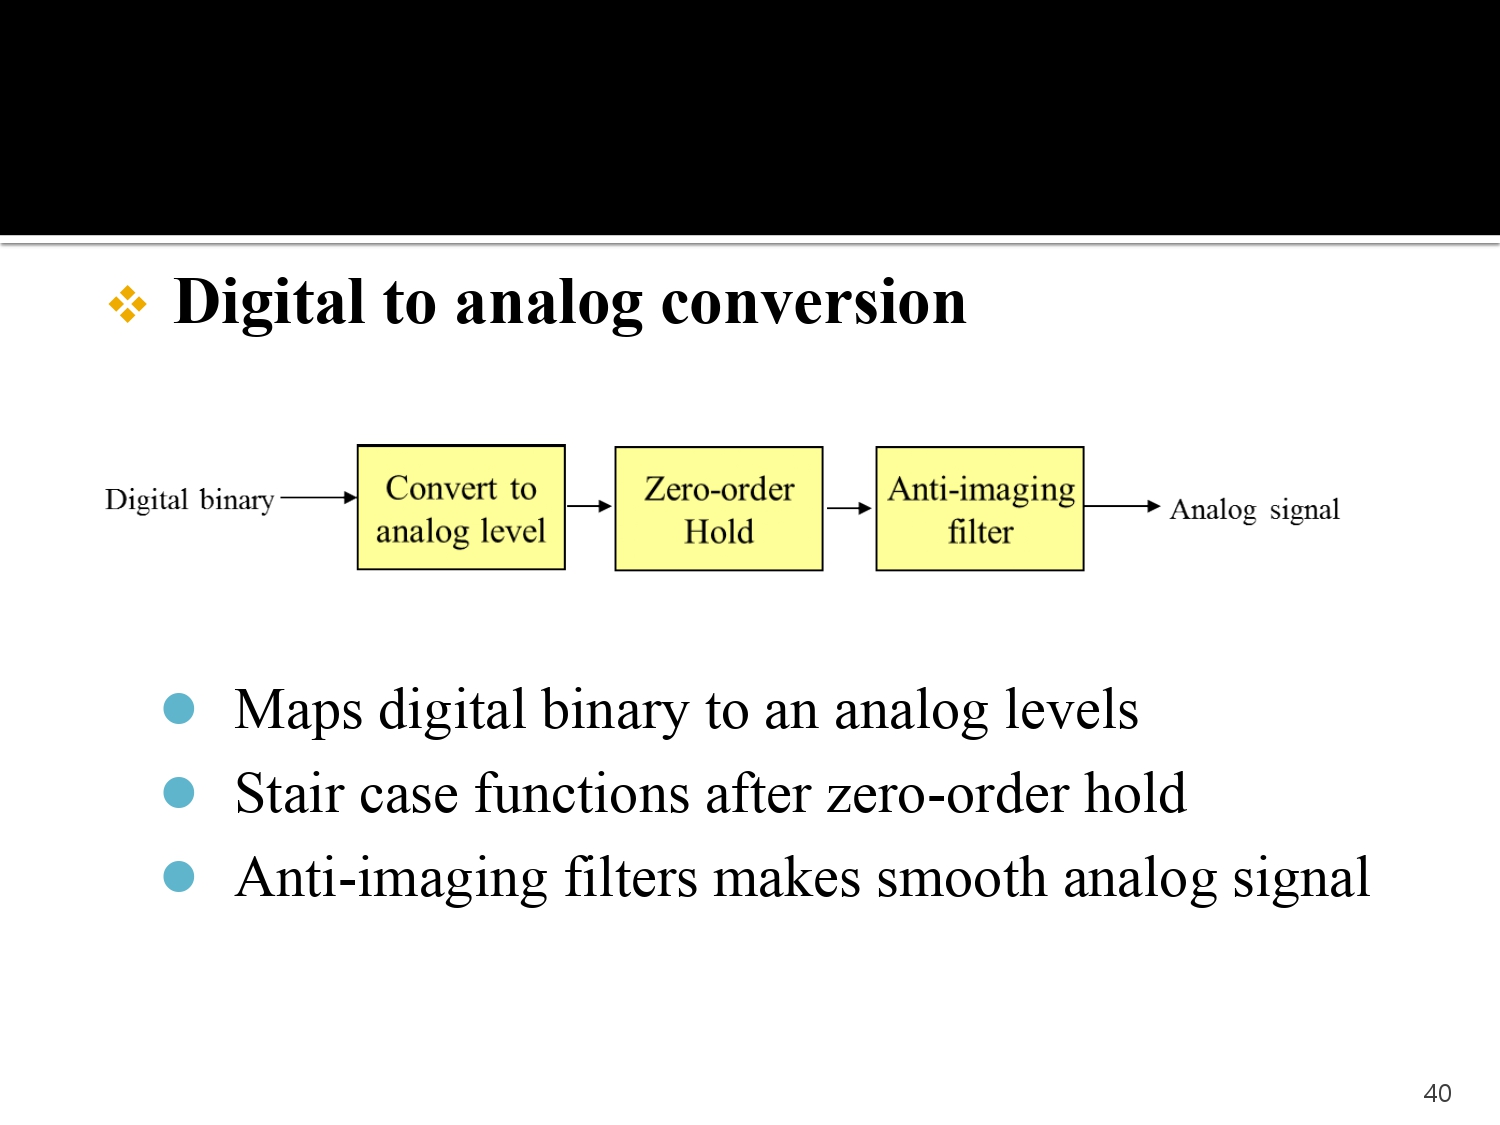 Digital to analog conversion
Digital binary
Convert to
analog level
Zero-order
Hold
Anti-imaging
filter
Analog signal
Maps digital binary to an analog levels
Stair case functions after zero-order hold
Anti-imaging filters makes smooth analog signal
40